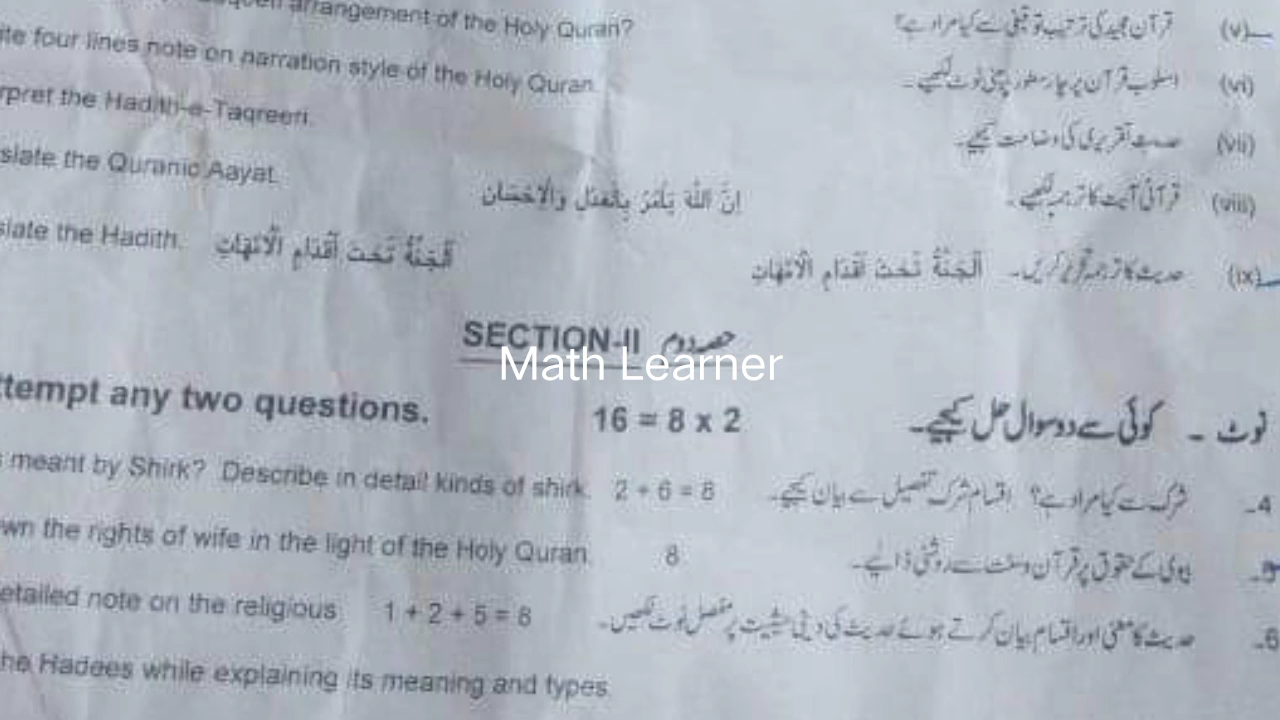 arrangement of the Holy Quran? قرآن مجید کی ترتیب توقیفی سے کیا مراد ہے؟ (v)
four lines note on narration style of the Holy Quran. اسلوب قرآن پر چار سطور پر مبنی نوٹ لکھیے۔ (vi)
rpret the Hadith-e-Taqreeri. حدیث تقریری کی وضاحت کیجیے۔ (vii)
slate the Quranic Aayat. اِنَّ اللّٰهَ يَأْمُرُ بِالْعَدْلِ وَالْاِحْسَان قرآنی آیت کا ترجمہ لکھیے۔ (viii)
slate the Hadith. اَلْجَنَّةُ تَحْتَ اَقْدَامِ الْاُمَّهَاتِ حدیث کا ترجمہ تحریر کریں۔ اَلْجَنَّةُ تَحْتَ اَقْدَامِ الْاُمَّهَاتِ (ix)
SECTION-II حصہ دوم
Math Learner
ttempt any two questions. 16 = 8 x 2 نوٹ ۔ کوئی سے دو سوال حل کیجیے۔
meant by Shirk? Describe in detail kinds of shirk. 2 + 6 = 8 شرک سے کیا مراد ہے؟ اقسام شرک تفصیل سے بیان کیجیے۔ 4۔
wn the rights of wife in the light of the Holy Quran. 8 بیوی کے حقوق پر قرآن و سنت سے روشنی ڈالیے۔ 5۔
etailed note on the religious 1 + 2 + 5 = 8 حدیث کا معنی اور اقسام بیان کرتے ہوئے حدیث کی دینی حیثیت پر مفصل نوٹ لکھیں۔ 6۔
he Hadees while explaining its meaning and types.